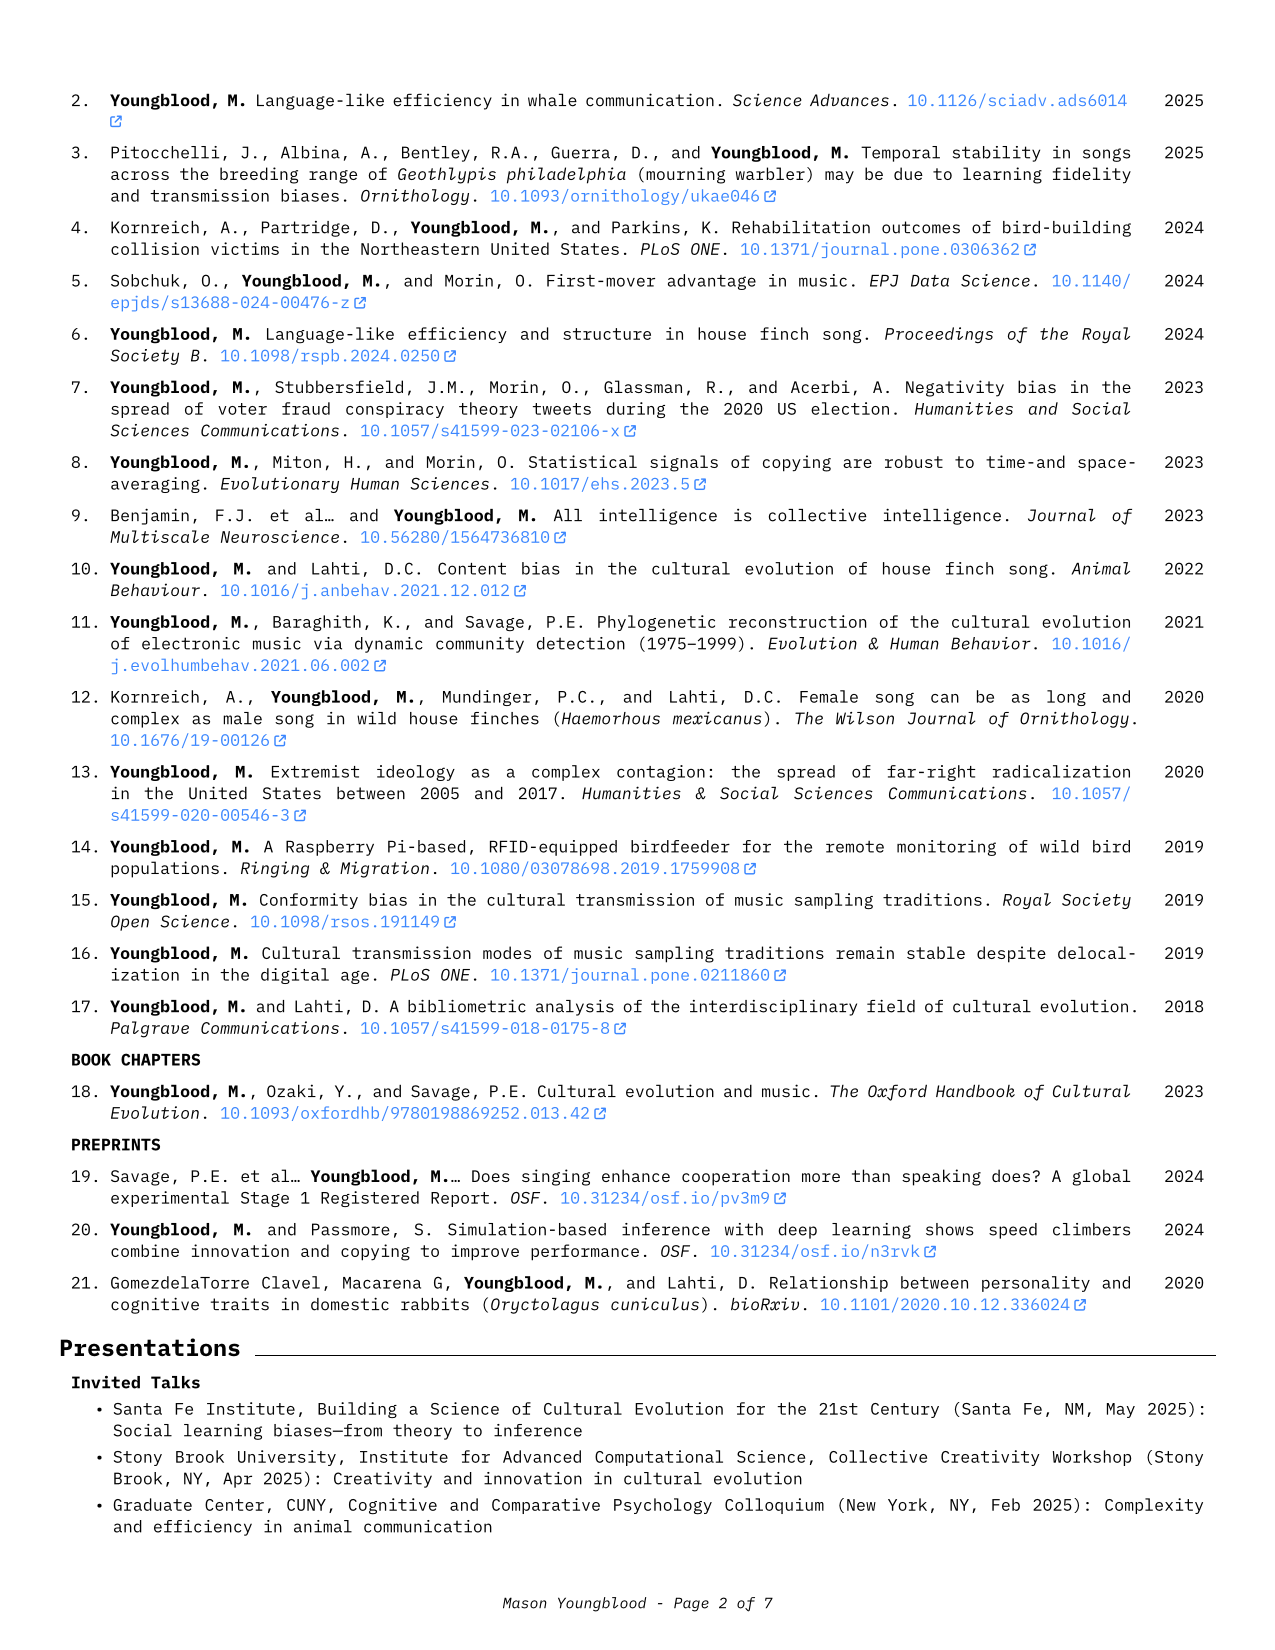 2. Youngblood, M. Language-like efficiency in whale communication. Science Advances. 10.1126/sciadv.ads6014 2025
3. Pitocchelli, J., Albina, A., Bentley, R.A., Guerra, D., and Youngblood, M. Temporal stability in songs 2025
across the breeding range of Geothlypis philadelphia (mourning warbler) may be due to learning fidelity
and transmission biases. Ornithology. 10.1093/ornithology/ukae046
4. Kornreich, A., Partridge, D., Youngblood, M., and Parkins, K. Rehabilitation outcomes of bird-building 2024
collision victims in the Northeastern United States. PLoS ONE. 10.1371/journal.pone.0306362
5. Sobchuk, O., Youngblood, M., and Morin, O. First-mover advantage in music. EPJ Data Science. 10.1140/ 2024
epjds/s13688-024-00476-z
6. Youngblood, M. Language-like efficiency and structure in house finch song. Proceedings of the Royal 2024
Society B. 10.1098/rspb.2024.0250
7. Youngblood, M., Stubbersfield, J.M., Morin, O., Glassman, R., and Acerbi, A. Negativity bias in the 2023
spread of voter fraud conspiracy theory tweets during the 2020 US election. Humanities and Social
Sciences Communications. 10.1057/s41599-023-02106-x
8. Youngblood, M., Miton, H., and Morin, O. Statistical signals of copying are robust to time-and space- 2023
averaging. Evolutionary Human Sciences. 10.1017/ehs.2023.5
9. Benjamin, F.J. et al… and Youngblood, M. All intelligence is collective intelligence. Journal of 2023
Multiscale Neuroscience. 10.56280/1564736810
10. Youngblood, M. and Lahti, D.C. Content bias in the cultural evolution of house finch song. Animal 2022
Behaviour. 10.1016/j.anbehav.2021.12.012
11. Youngblood, M., Baraghith, K., and Savage, P.E. Phylogenetic reconstruction of the cultural evolution 2021
of electronic music via dynamic community detection (1975–1999). Evolution & Human Behavior. 10.1016/
j.evolhumbehav.2021.06.002
12. Kornreich, A., Youngblood, M., Mundinger, P.C., and Lahti, D.C. Female song can be as long and 2020
complex as male song in wild house finches (Haemorhous mexicanus). The Wilson Journal of Ornithology.
10.1676/19-00126
13. Youngblood, M. Extremist ideology as a complex contagion: the spread of far-right radicalization 2020
in the United States between 2005 and 2017. Humanities & Social Sciences Communications. 10.1057/
s41599-020-00546-3
14. Youngblood, M. A Raspberry Pi-based, RFID-equipped birdfeeder for the remote monitoring of wild bird 2019
populations. Ringing & Migration. 10.1080/03078698.2019.1759908
15. Youngblood, M. Conformity bias in the cultural transmission of music sampling traditions. Royal Society 2019
Open Science. 10.1098/rsos.191149
16. Youngblood, M. Cultural transmission modes of music sampling traditions remain stable despite delocal- 2019
ization in the digital age. PLoS ONE. 10.1371/journal.pone.0211860
17. Youngblood, M. and Lahti, D. A bibliometric analysis of the interdisciplinary field of cultural evolution. 2018
Palgrave Communications. 10.1057/s41599-018-0175-8
BOOK CHAPTERS
18. Youngblood, M., Ozaki, Y., and Savage, P.E. Cultural evolution and music. The Oxford Handbook of Cultural 2023
Evolution. 10.1093/oxfordhb/9780198869252.013.42
PREPRINTS
19. Savage, P.E. et al… Youngblood, M.… Does singing enhance cooperation more than speaking does? A global 2024
experimental Stage 1 Registered Report. OSF. 10.31234/osf.io/pv3m9
20. Youngblood, M. and Passmore, S. Simulation-based inference with deep learning shows speed climbers 2024
combine innovation and copying to improve performance. OSF. 10.31234/osf.io/n3rvk
21. GomezdelaTorre Clavel, Macarena G, Youngblood, M., and Lahti, D. Relationship between personality and 2020
cognitive traits in domestic rabbits (Oryctolagus cuniculus). bioRxiv. 10.1101/2020.10.12.336024
Presentations
Invited Talks
• Santa Fe Institute, Building a Science of Cultural Evolution for the 21st Century (Santa Fe, NM, May 2025):
Social learning biases—from theory to inference
• Stony Brook University, Institute for Advanced Computational Science, Collective Creativity Workshop (Stony
Brook, NY, Apr 2025): Creativity and innovation in cultural evolution
• Graduate Center, CUNY, Cognitive and Comparative Psychology Colloquium (New York, NY, Feb 2025): Complexity
and efficiency in animal communication
Mason Youngblood - Page 2 of 7